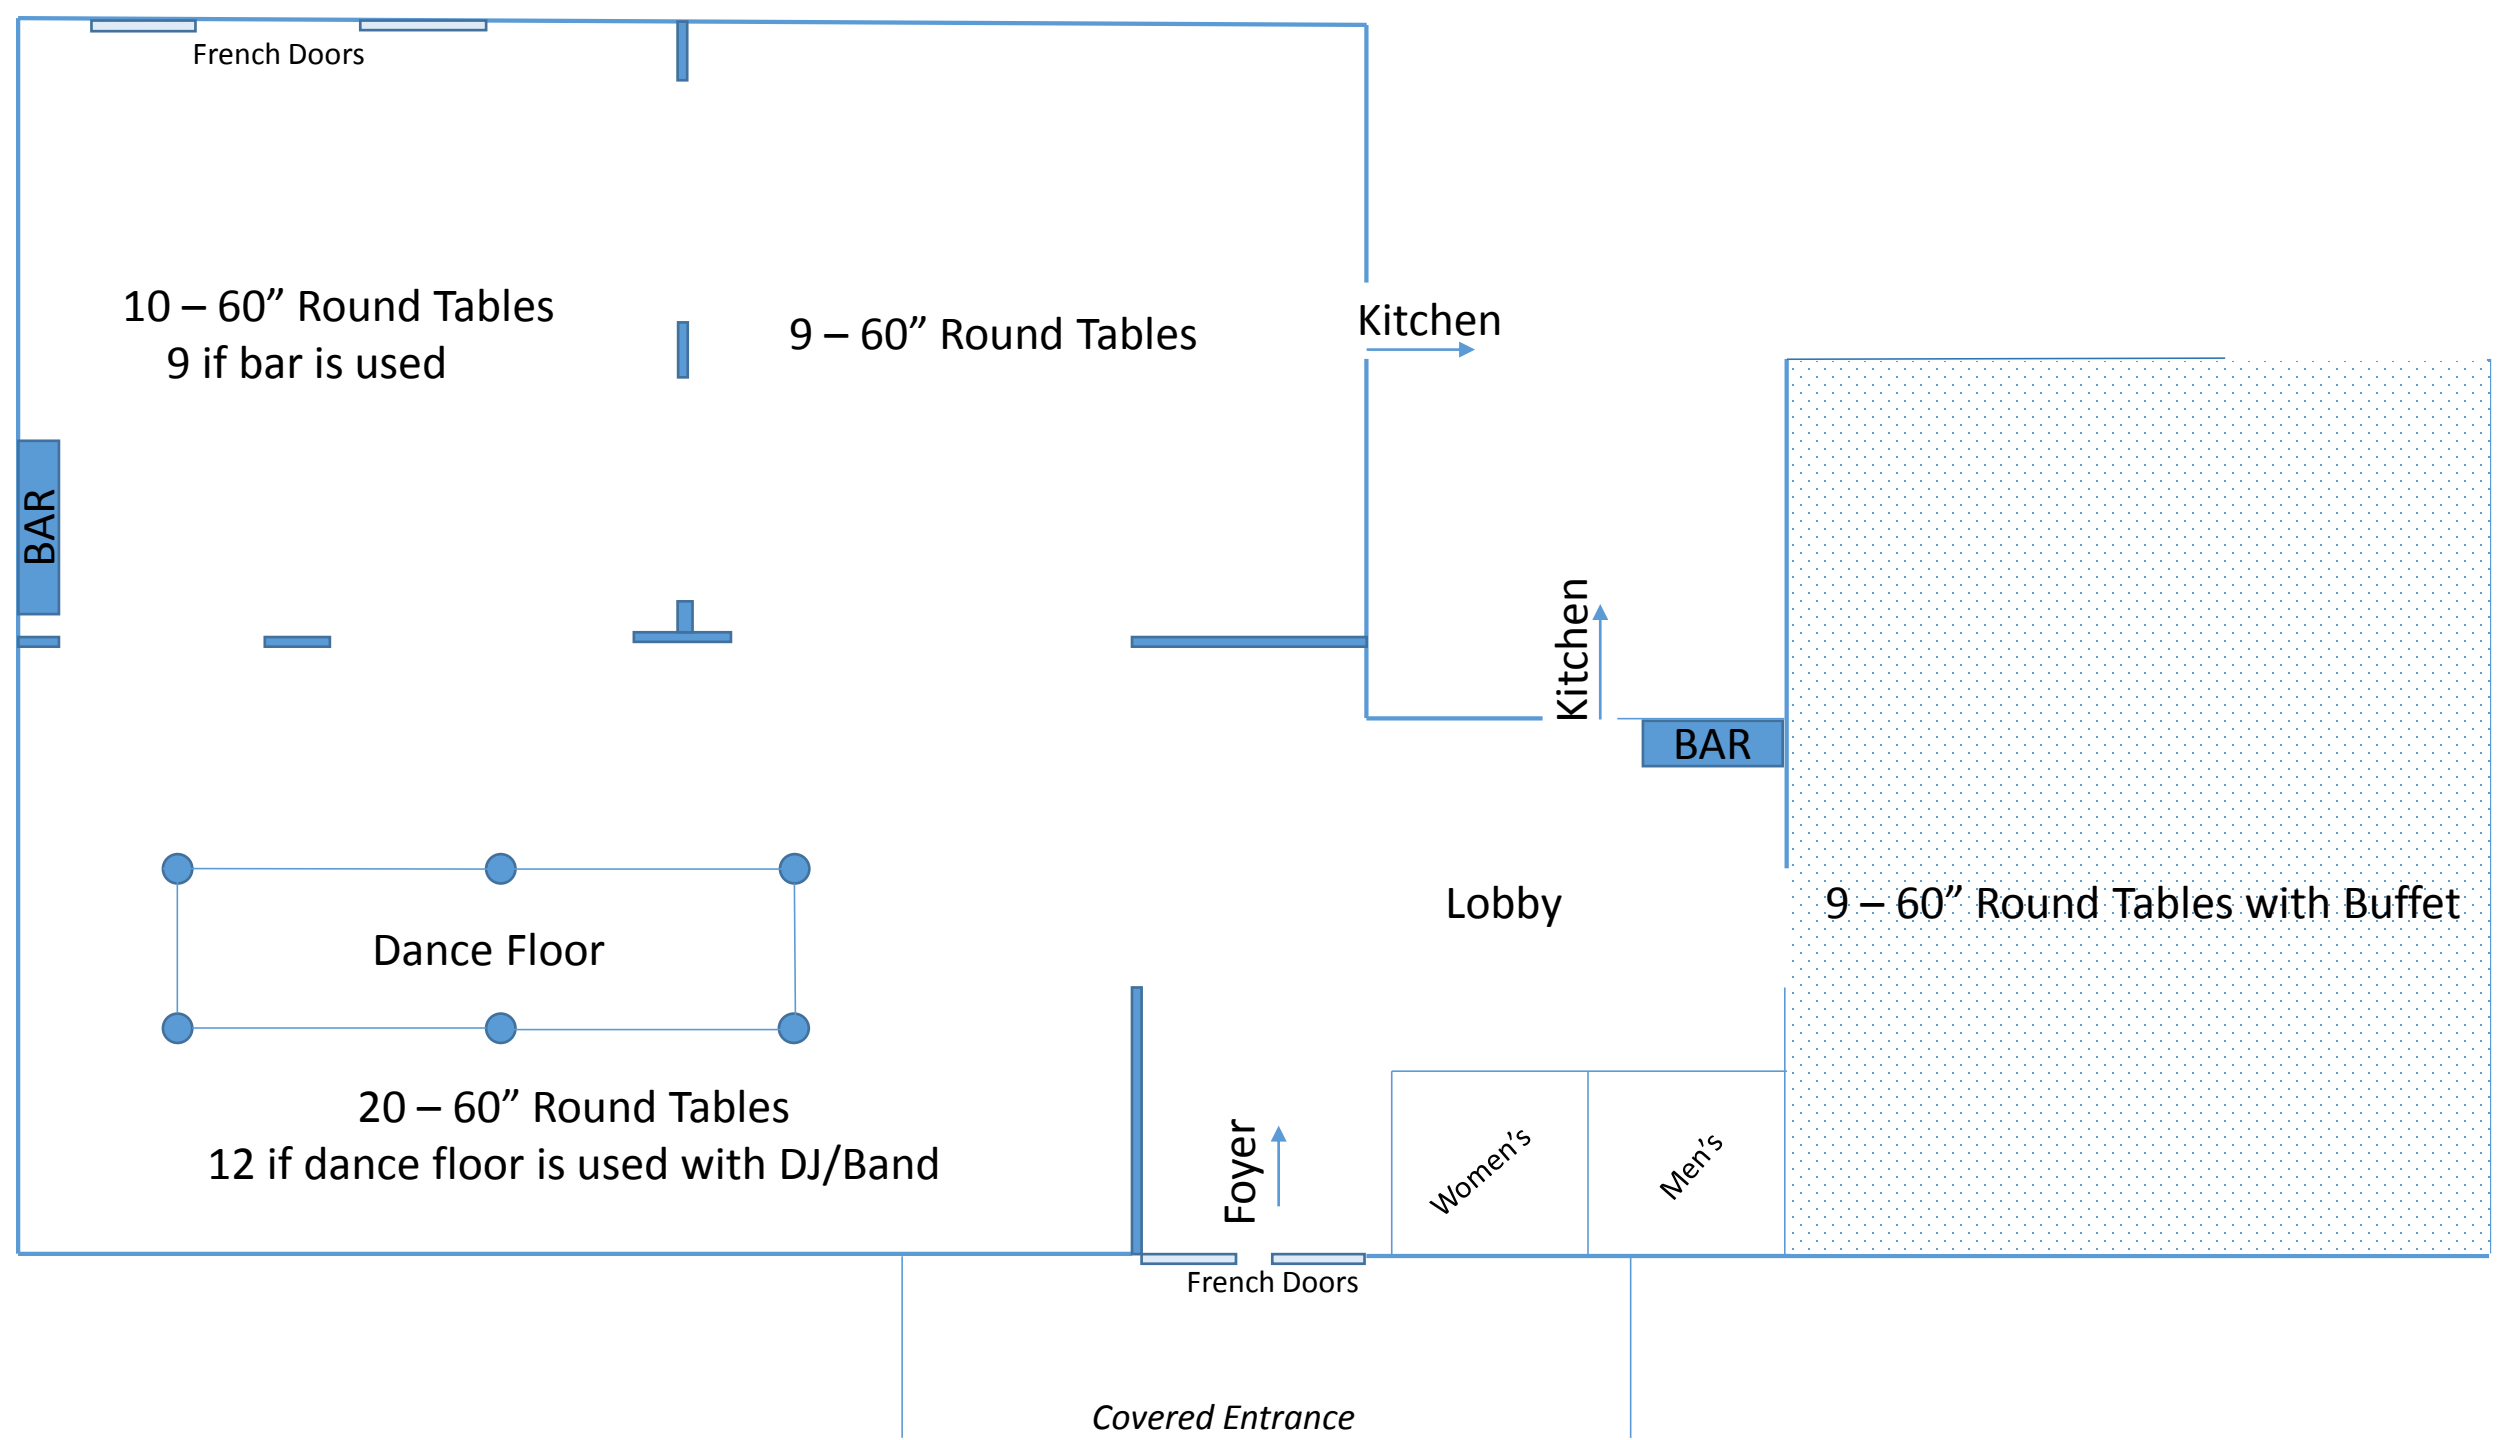 French Doors
10 – 60” Round Tables
9 if bar is used
9 – 60” Round Tables
Kitchen
BAR
Kitchen
BAR
Lobby
9 – 60” Round Tables with Buffet
Dance Floor
20 – 60” Round Tables
12 if dance floor is used with DJ/Band
Foyer
Women’s
Men’s
French Doors
Covered Entrance